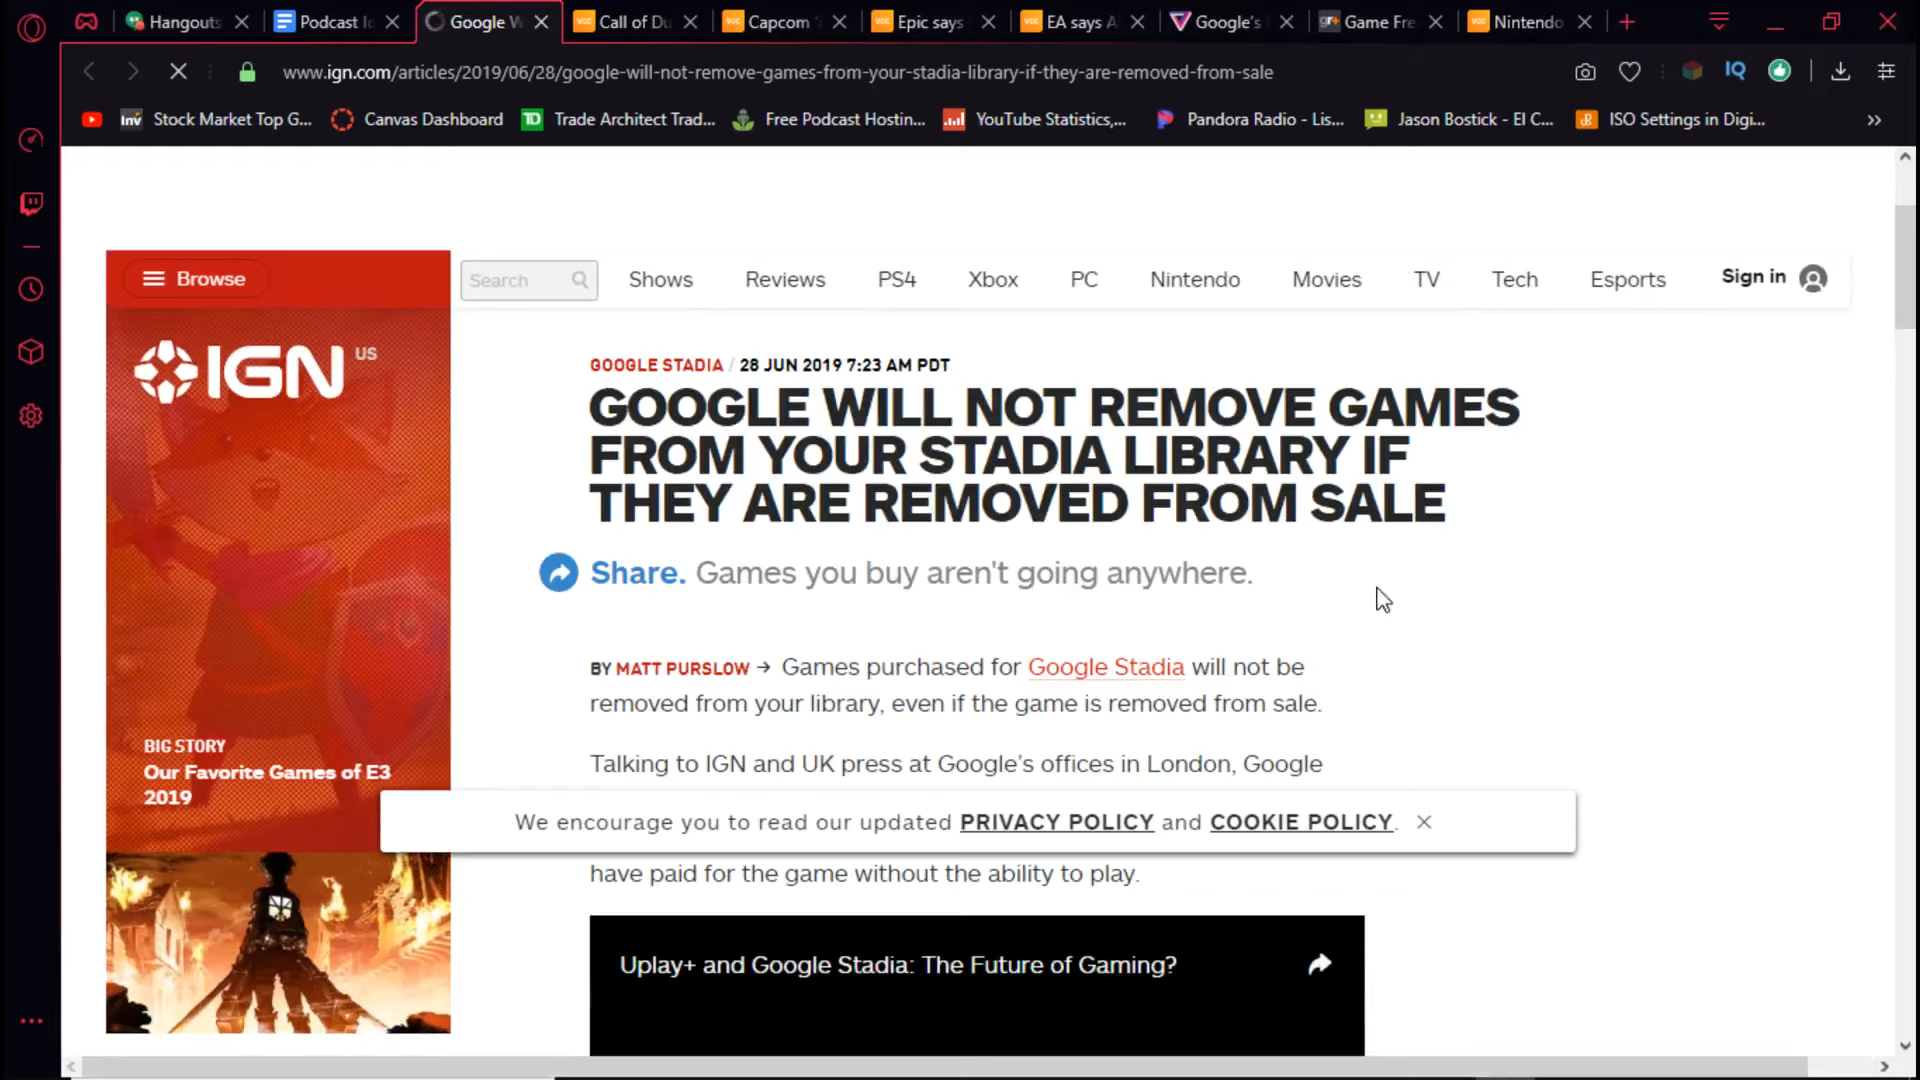 Hangouts
Podcast Ic
Google W
Call of Du
Capcom '
Epic says
EA says A
Google's
Game Fre
Nintendo
www.ign.com/articles/2019/06/28/google-will-not-remove-games-from-your-stadia-library-if-they-are-removed-from-sale
IQ
Inv Stock Market Top G...
Canvas Dashboard
TD Trade Architect Trad...
Free Podcast Hostin...
YouTube Statistics,...
Pandora Radio - Lis...
Jason Bostick - El C...
ISO Settings in Digi...
Browse
Search
Shows
Reviews
PS4
Xbox
PC
Nintendo
Movies
TV
Tech
Esports
Sign in
IGN US
GOOGLE STADIA / 28 JUN 2019 7:23 AM PDT
GOOGLE WILL NOT REMOVE GAMES
FROM YOUR STADIA LIBRARY IF
THEY ARE REMOVED FROM SALE
Share. Games you buy aren't going anywhere.
BY MATT PURSLOW → Games purchased for Google Stadia will not be
removed from your library, even if the game is removed from sale.
BIG STORY
Our Favorite Games of E3
2019
Talking to IGN and UK press at Google's offices in London, Google
We encourage you to read our updated PRIVACY POLICY and COOKIE POLICY.
have paid for the game without the ability to play.
Uplay+ and Google Stadia: The Future of Gaming?